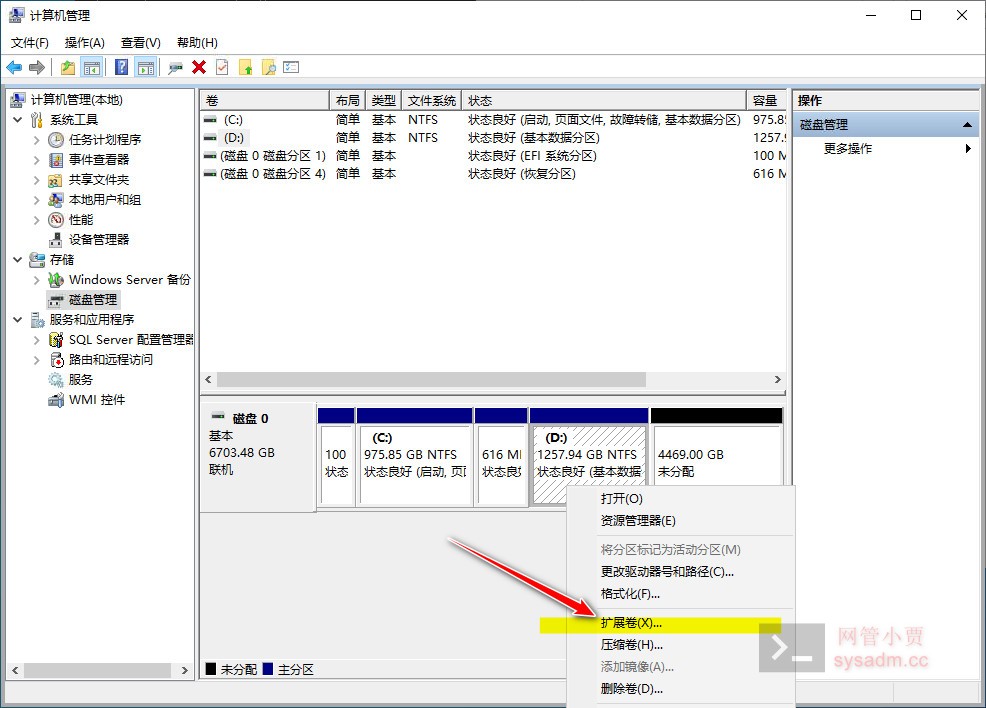 计算机管理
文件(F) 操作(A) 查看(V) 帮助(H)
计算机管理(本地)
系统工具
任务计划程序
事件查看器
共享文件夹
本地用户和组
性能
设备管理器
存储
Windows Server 备份
磁盘管理
服务和应用程序
SQL Server 配置管理器
路由和远程访问
服务
WMI 控件
卷 布局 类型 文件系统 状态 容量
(C:) 简单 基本 NTFS 状态良好 (启动, 页面文件, 故障转储, 基本数据分区) 975.85
(D:) 简单 基本 NTFS 状态良好 (基本数据分区) 1257.
(磁盘 0 磁盘分区 1) 简单 基本 状态良好 (EFI 系统分区) 100 M
(磁盘 0 磁盘分区 4) 简单 基本 状态良好 (恢复分区) 616 M
操作
磁盘管理
更多操作
磁盘 0
基本
6703.48 GB
联机
100
状态
(C:)
975.85 GB NTFS
状态良好 (启动, 页
616 M
状态良
(D:)
1257.94 GB NTFS
状态良好 (基本数据
4469.00 GB
未分配
打开(O)
资源管理器(E)
将分区标记为活动分区(M)
更改驱动器号和路径(C)...
格式化(F)...
扩展卷(X)...
压缩卷(H)...
添加镜像(A)...
删除卷(D)...
未分配 主分区
网管小贾
sysadm.cc